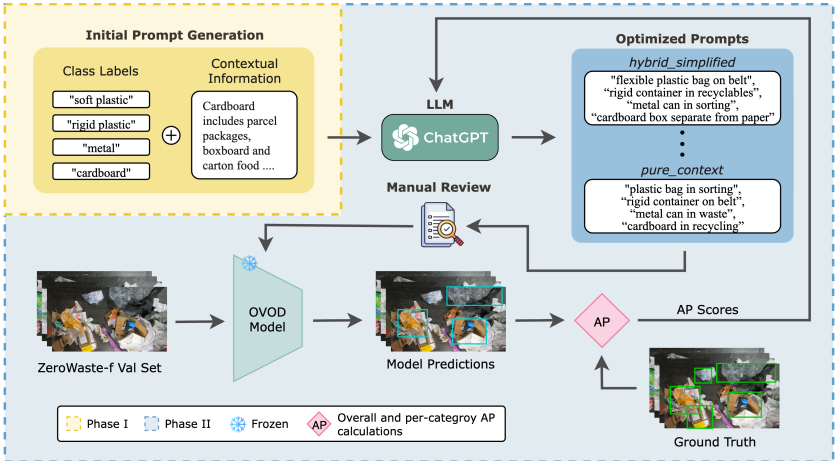 Initial Prompt Generation
Class Labels
"soft plastic"
"rigid plastic"
"metal"
"cardboard"
Contextual
Information
Cardboard
includes parcel
packages,
boxboard and
carton food ....
LLM
ChatGPT
Optimized Prompts
hybrid_simplified
"flexible plastic bag on belt",
“rigid container in recyclables”,
“metal can in sorting”,
“cardboard box separate from paper”
pure_context
"plastic bag in sorting",
“rigid container on belt”,
“metal can in waste”,
“cardboard in recycling”
Manual Review
OVOD
Model
ZeroWaste-f Val Set
Model Predictions
AP
AP Scores
Ground Truth
Phase I
Phase II
Frozen
AP
Overall and per-categroy AP
calculations